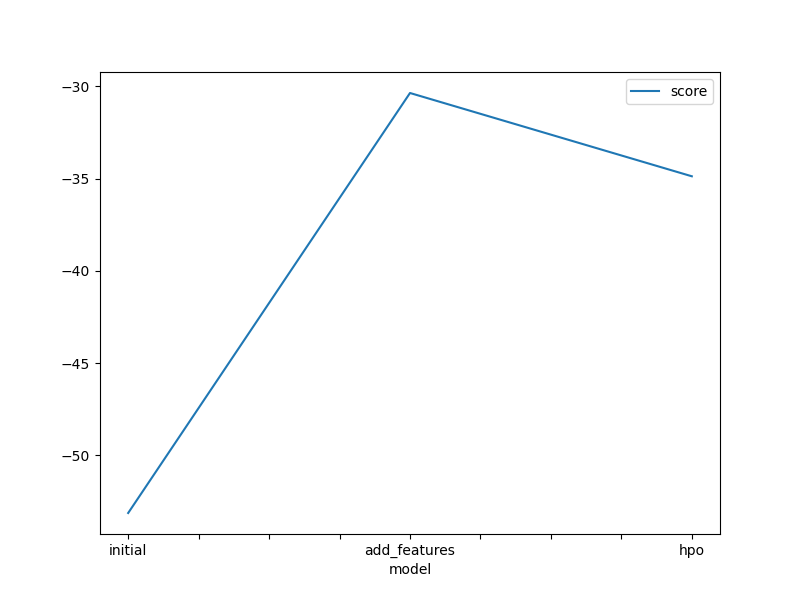 score
−30
−35
−40
−45
−50
initial
add_features
hpo
model